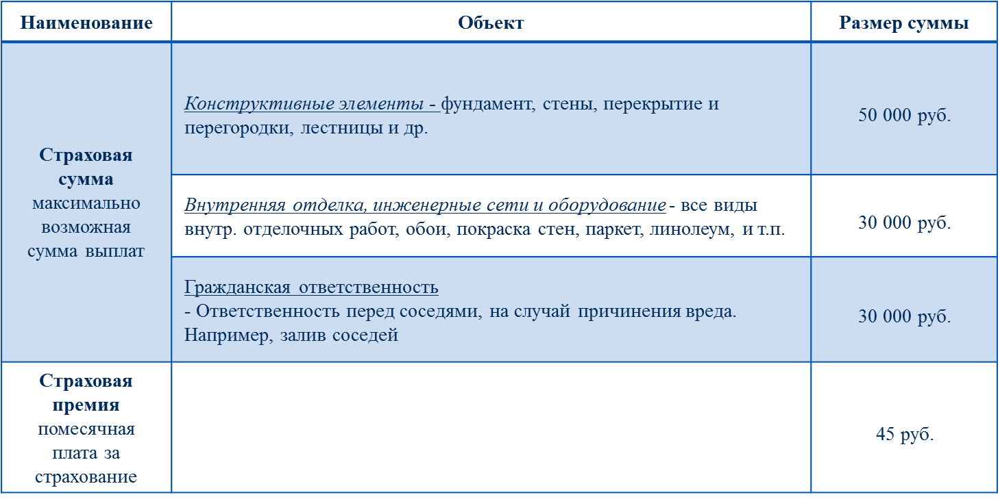 Наименование
Объект
Размер суммы
Страховая
сумма
максимально
возможная
сумма выплат
Конструктивные элементы - фундамент, стены, перекрытие и
перегородки, лестницы и др.
50 000 руб.
Внутренняя отделка, инженерные сети и оборудование - все виды
внутр. отделочных работ, обои, покраска стен, паркет, линолеум, и т.п.
30 000 руб.
Гражданская ответственность
- Ответственность перед соседями, на случай причинения вреда.
Например, залив соседей
30 000 руб.
Страховая
премия
помесячная
плата за
страхование
45 руб.